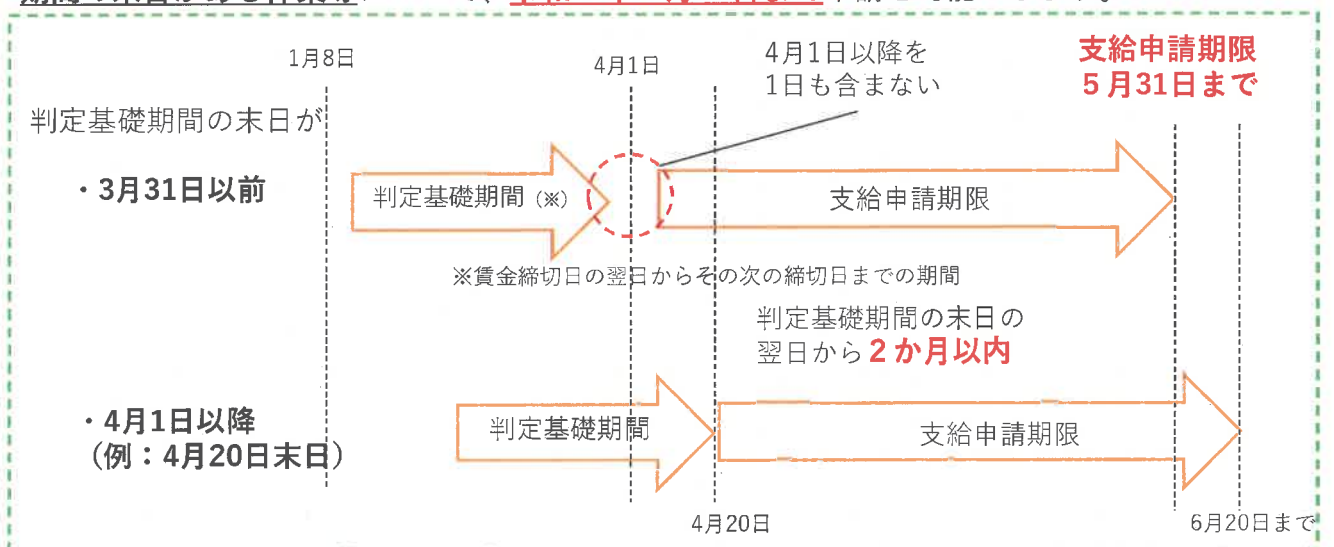 1月8日
4月1日
4月1日以降を
1日も含まない
支給申請期限
5月31日まで
判定基礎期間の末日が
・3月31日以前
判定基礎期間(※)
支給申請期限
※賃金締切日の翌日からその次の締切日までの期間
判定基礎期間の末日の
翌日から2か月以内
・4月1日以降
(例:4月20日末日)
判定基礎期間
支給申請期限
4月20日
6月20日まで